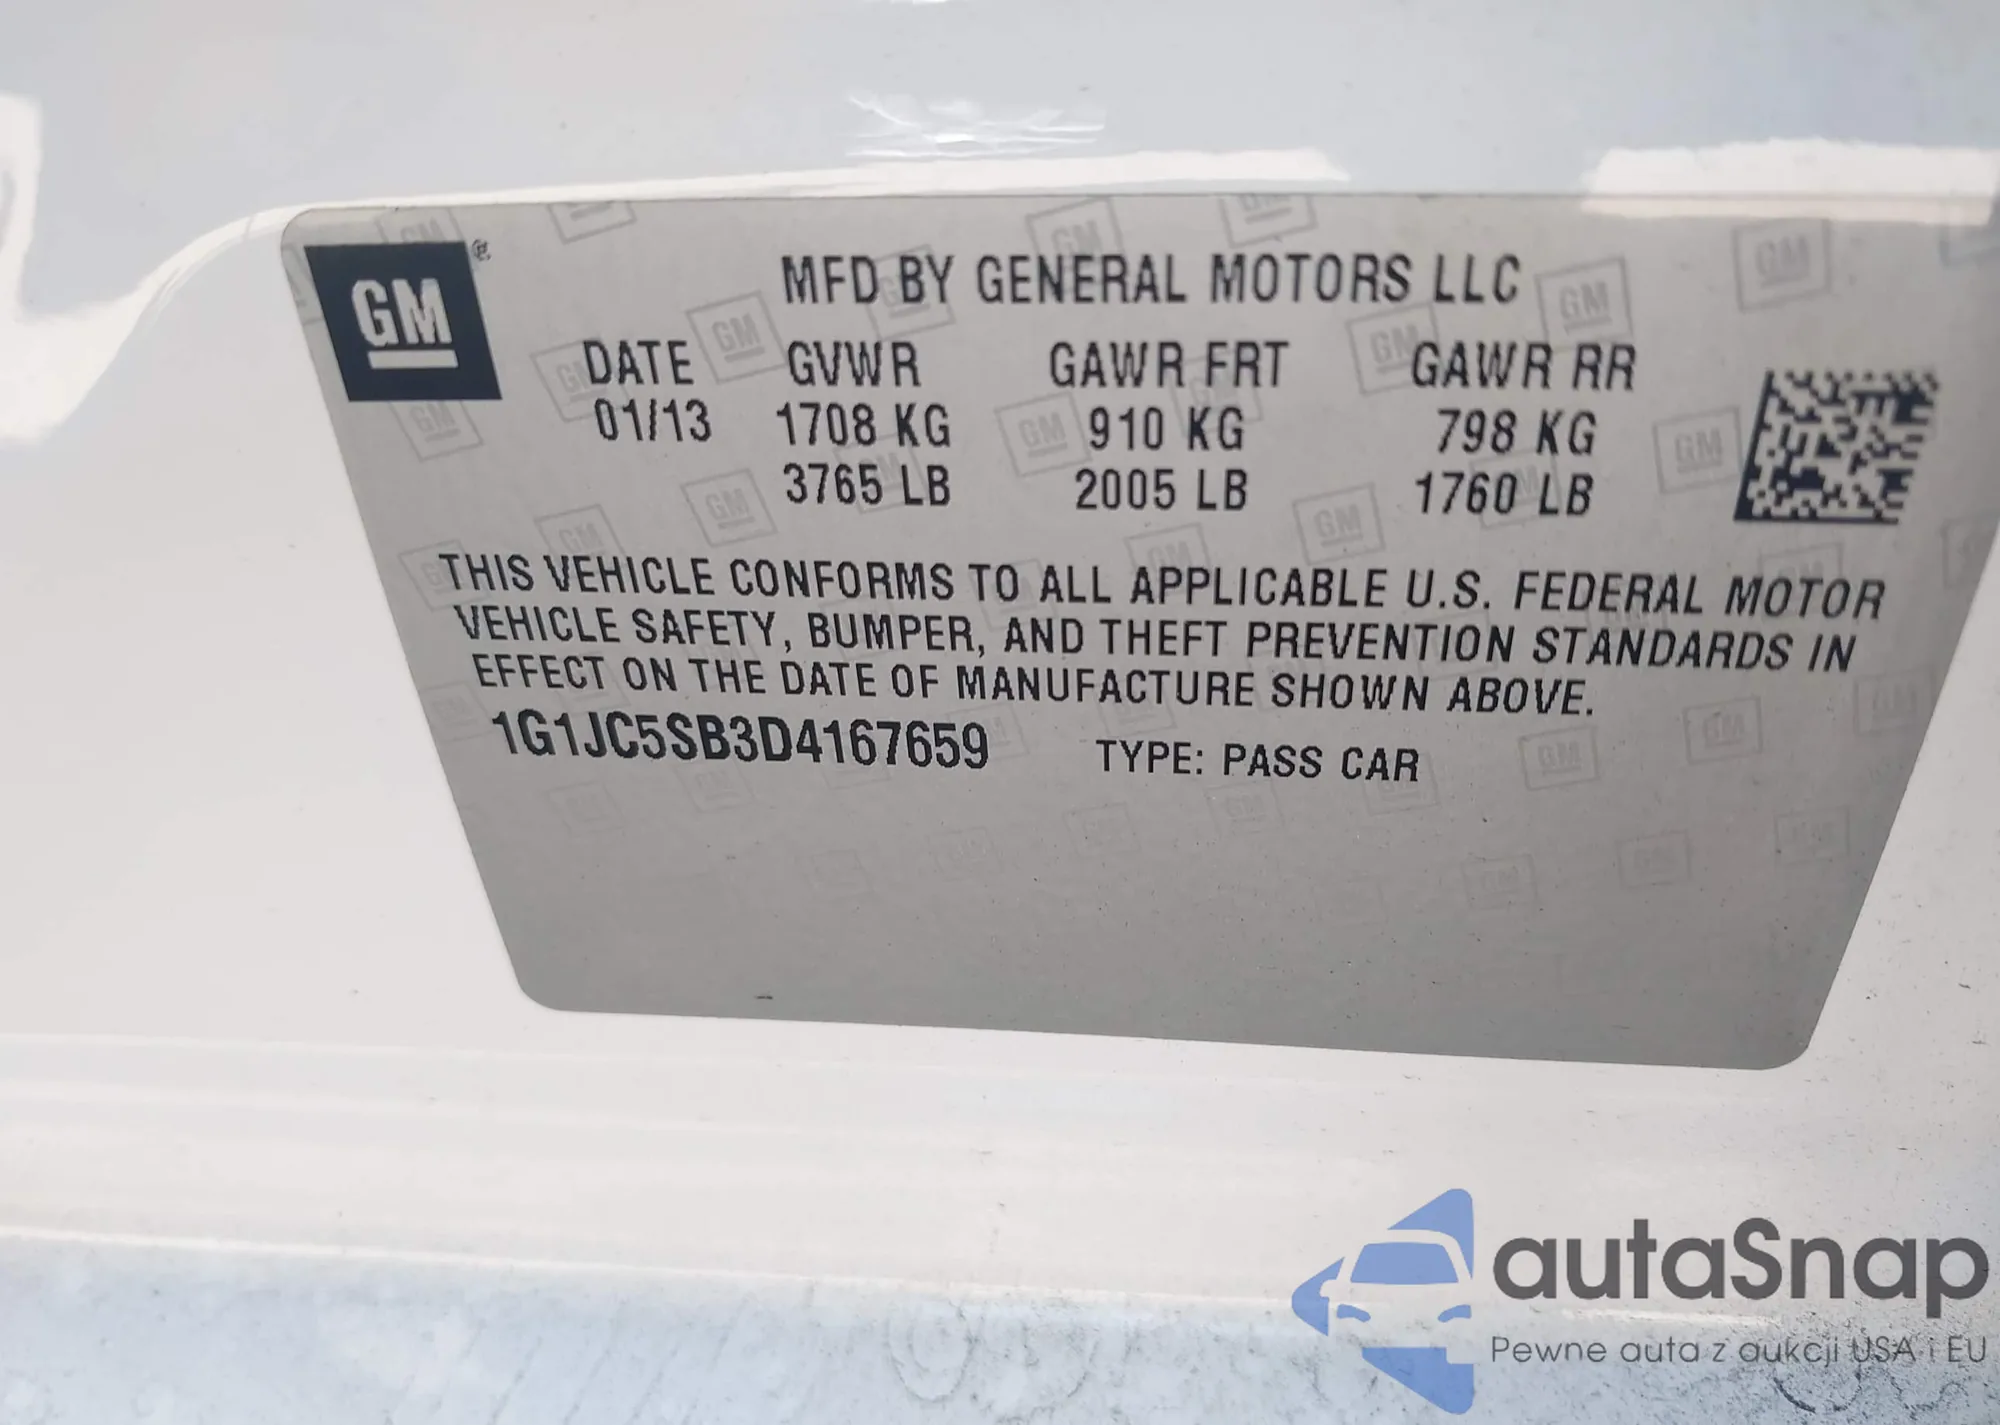 GM
MFD BY GENERAL MOTORS LLC
DATE GVWR GAWR FRT GAWR RR
01/13 1708 KG 910 KG 798 KG
3765 LB 2005 LB 1760 LB
THIS VEHICLE CONFORMS TO ALL APPLICABLE U.S. FEDERAL MOTOR
VEHICLE SAFETY, BUMPER, AND THEFT PREVENTION STANDARDS IN
EFFECT ON THE DATE OF MANUFACTURE SHOWN ABOVE.
1G1JC5SB3D4167659 TYPE: PASS CAR
autaSnap
Pewne auta z aukcji USA i EU